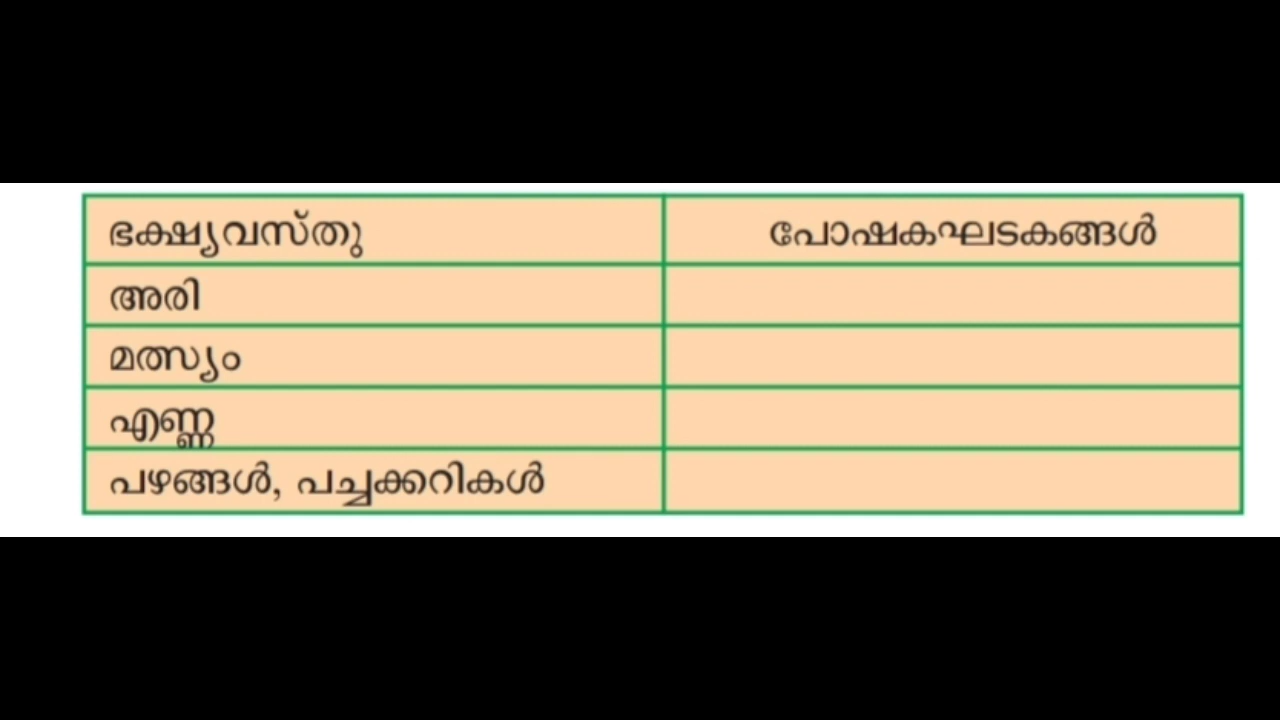 ഭക്ഷ്യവസ്തു പോഷകഘടകങ്ങൾ
അരി
മത്സ്യം
എണ്ണ
പഴങ്ങൾ, പച്ചക്കറികൾ